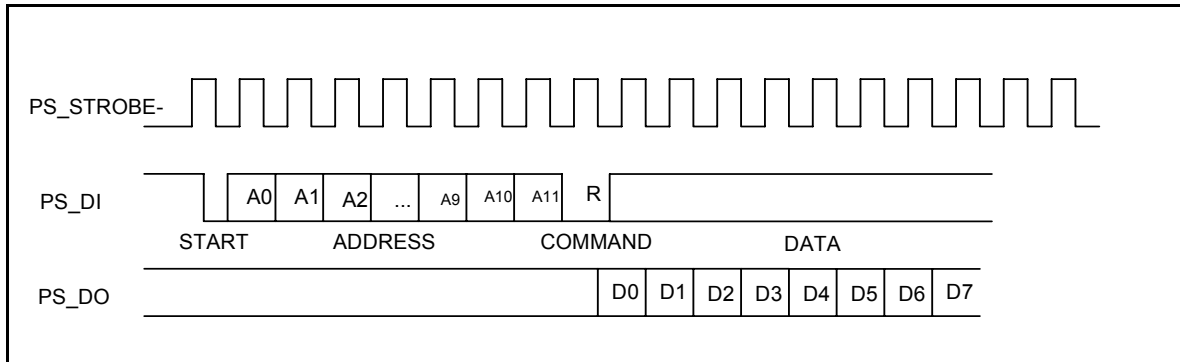 PS_STROBE-
PS_DI A0 A1 A2 ... A9 A10 A11 R
START ADDRESS COMMAND DATA
PS_DO D0 D1 D2 D3 D4 D5 D6 D7